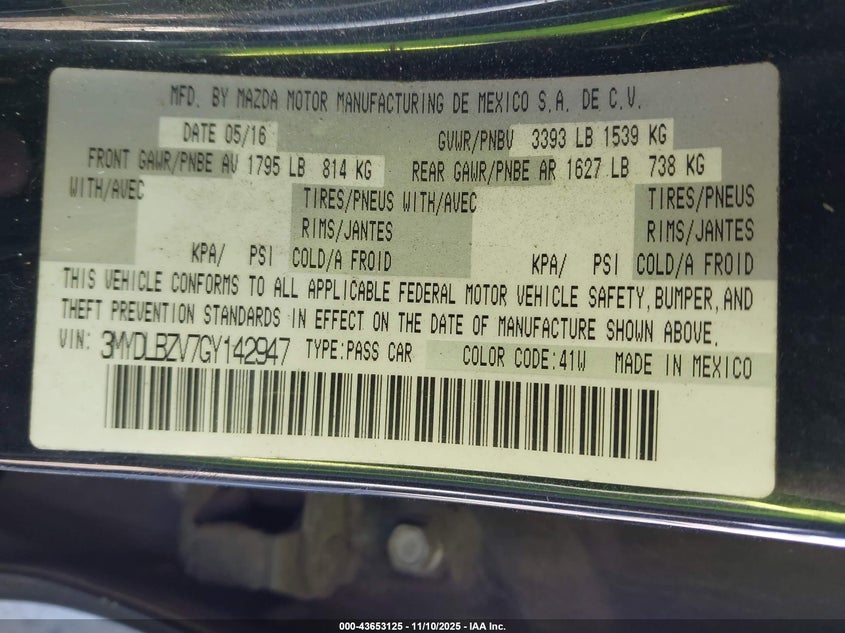 MFD. BY MAZDA MOTOR MANUFACTURING DE MEXICO S.A. DE C.V.
DATE 05/16 GVWR/PNBV 3393 LB 1539 KG
FRONT GAWR/PNBE AV 1795 LB 814 KG REAR GAWR/PNBE AR 1627 LB 738 KG
WITH/AVEC TIRES/PNEUS WITH/AVEC TIRES/PNEUS
RIMS/JANTES RIMS/JANTES
KPA/ PSI COLD/A FROID KPA/ PSI COLD/A FROID
THIS VEHICLE CONFORMS TO ALL APPLICABLE FEDERAL MOTOR VEHICLE SAFETY, BUMPER, AND
THEFT PREVENTION STANDARDS IN EFFECT ON THE DATE OF MANUFACTURE SHOWN ABOVE.
VIN: 3MYDLBZV7GY142947 TYPE:PASS CAR COLOR CODE:41W MADE IN MEXICO
000-43653125 - 11/10/2025 - IAA Inc.